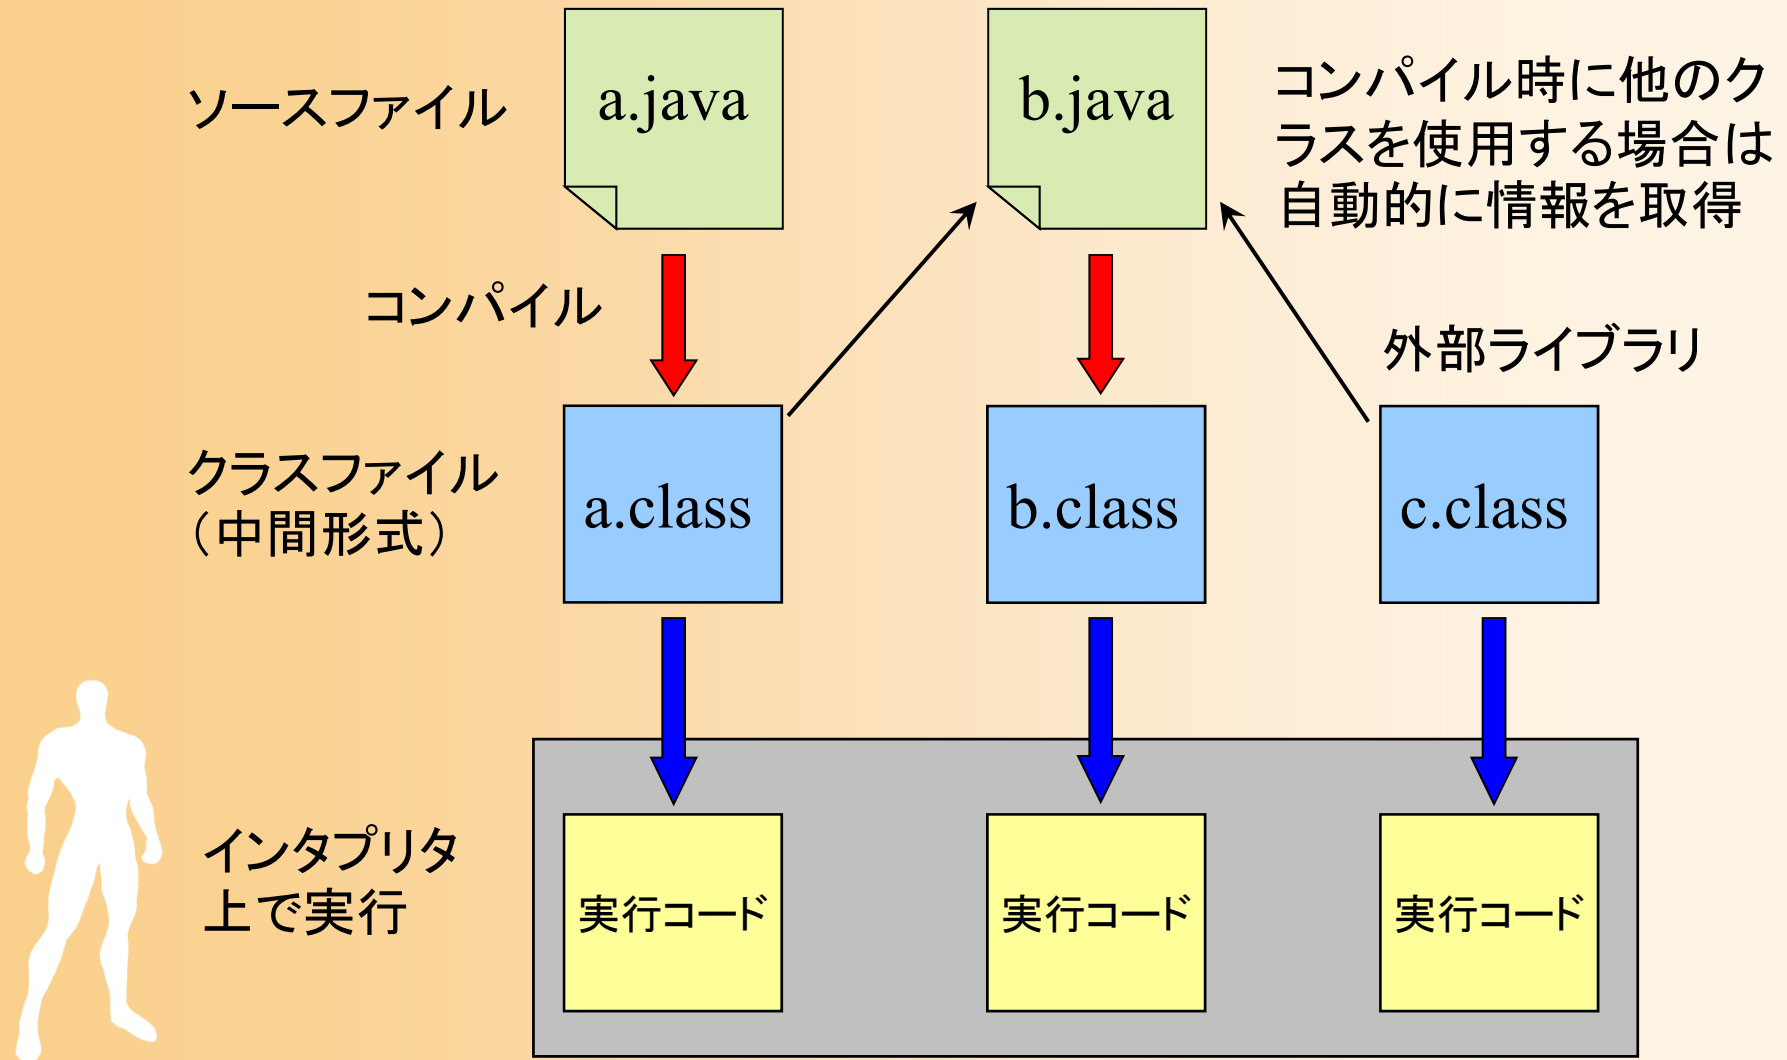 ソースファイル
a.java
b.java
コンパイル時に他のク
ラスを使用する場合は
自動的に情報を取得
コンパイル
外部ライブラリ
クラスファイル
（中間形式）
a.class
b.class
c.class
インタプリタ
上で実行
実行コード
実行コード
実行コード